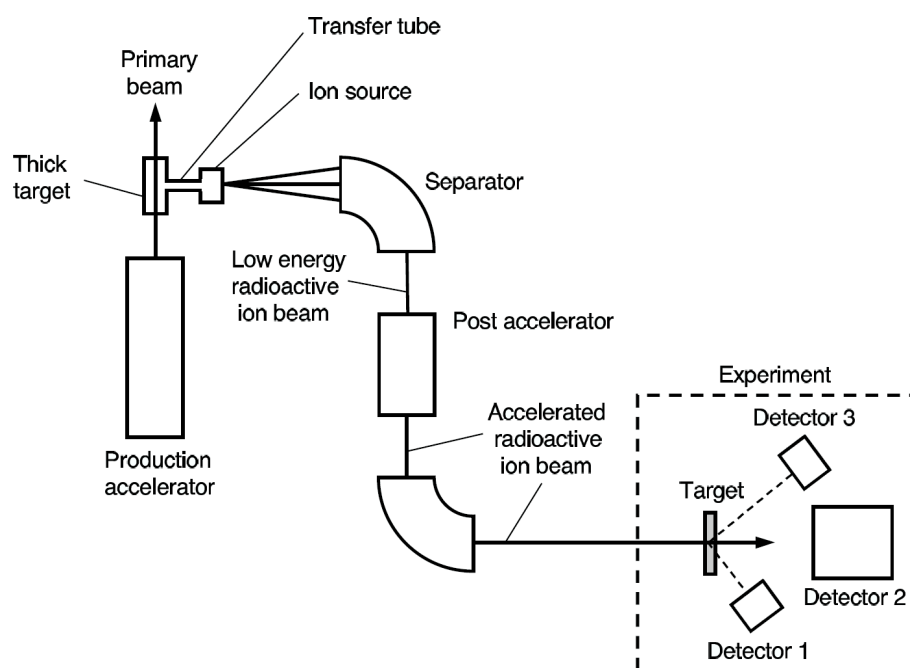 Transfer tube
Primary
beam
Ion source
Thick
target
Separator
Low energy
radioactive
ion beam
Post accelerator
Experiment
Accelerated
radioactive
ion beam
Detector 3
Production
accelerator
Target
Detector 2
Detector 1